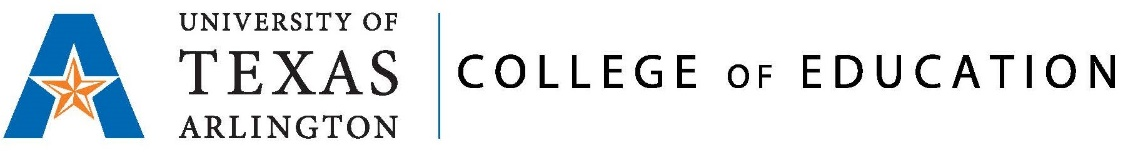 UNIVERSITY OF
TEXAS
ARLINGTON
COLLEGE OF EDUCATION